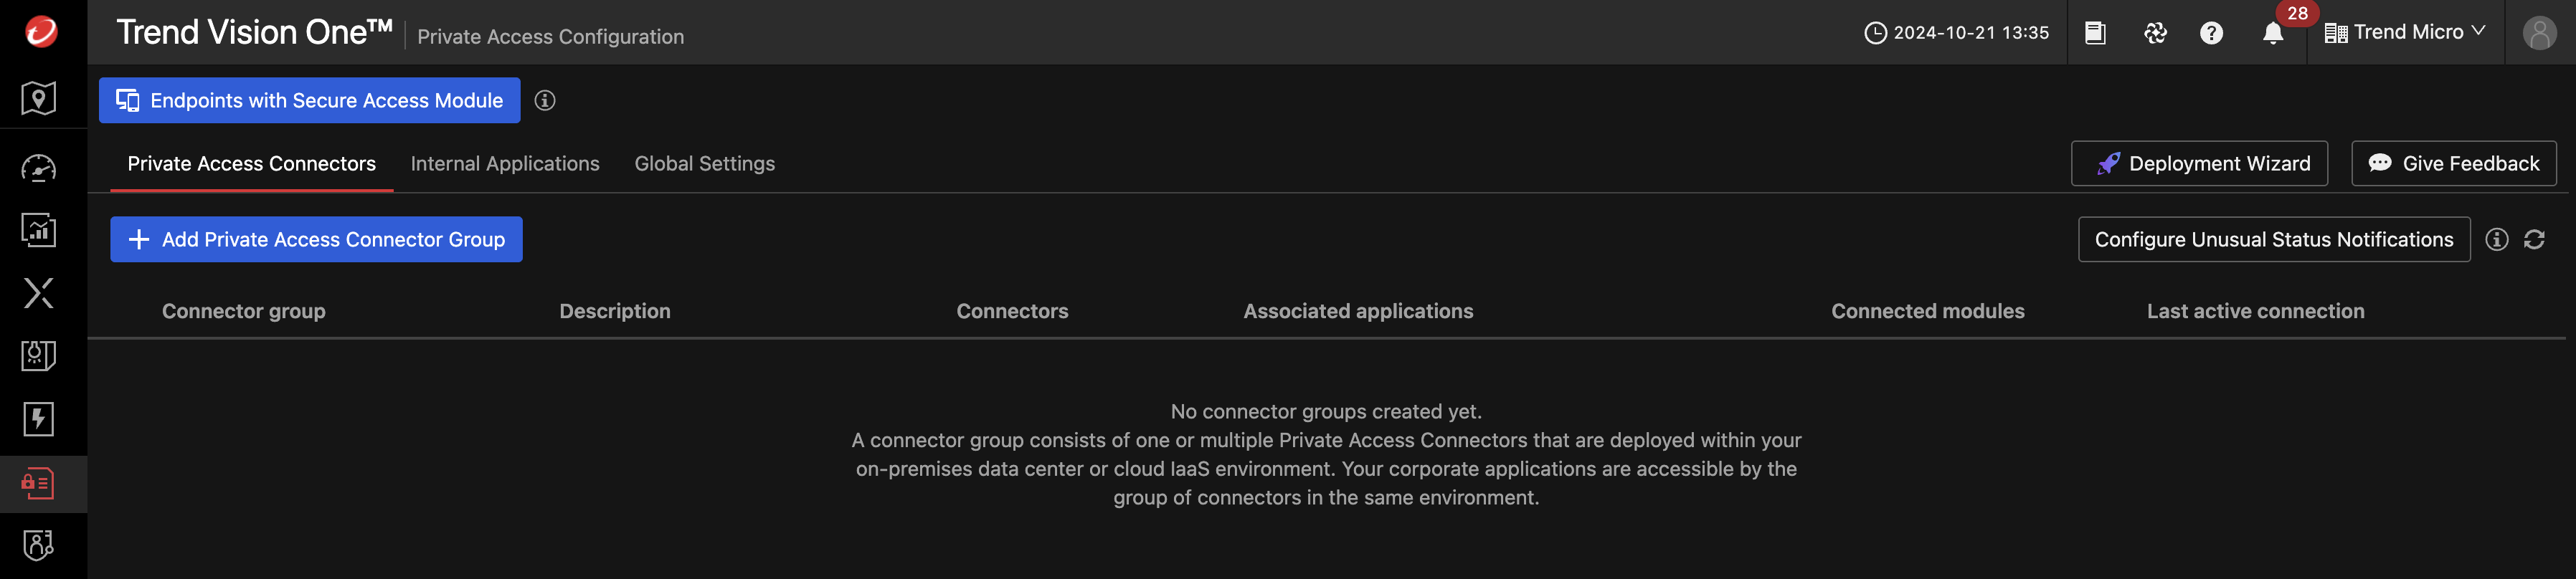 Trend Vision One™ Private Access Configuration 2024-10-21 13:35 28 Trend Micro
Endpoints with Secure Access Module
Private Access Connectors Internal Applications Global Settings Deployment Wizard Give Feedback
Add Private Access Connector Group Configure Unusual Status Notifications
Connector group Description Connectors Associated applications Connected modules Last active connection
No connector groups created yet.
A connector group consists of one or multiple Private Access Connectors that are deployed within your
on-premises data center or cloud IaaS environment. Your corporate applications are accessible by the
group of connectors in the same environment.